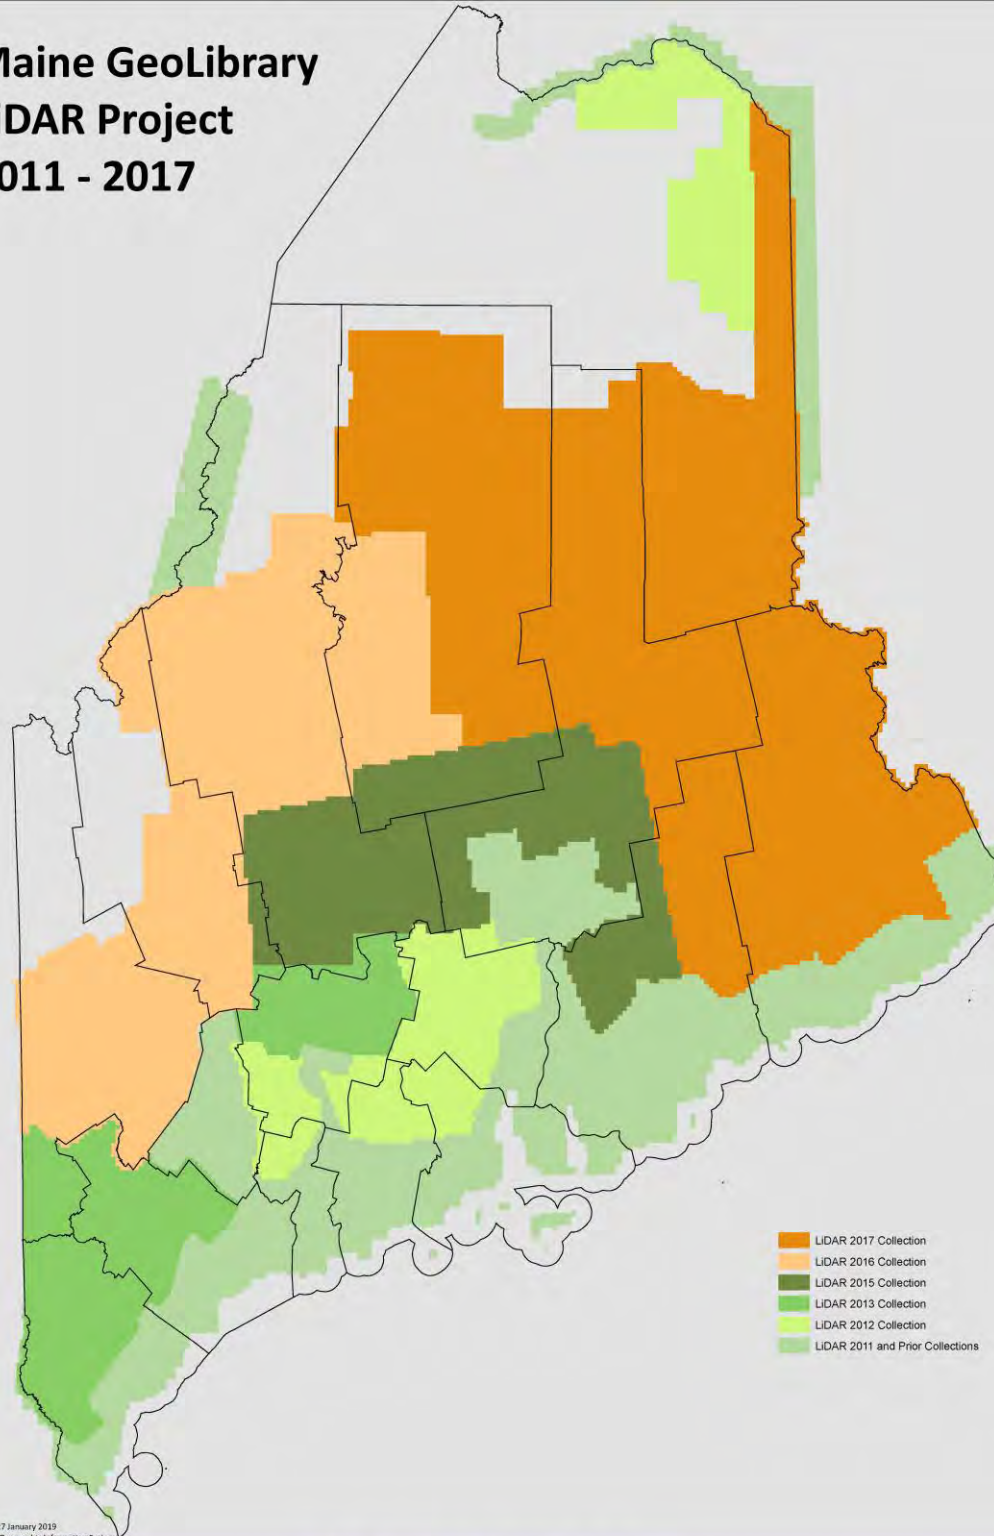 Maine GeoLibrary
iDAR Project
011 - 2017
LiDAR 2017 Collection
LiDAR 2016 Collection
LiDAR 2015 Collection
LiDAR 2013 Collection
LiDAR 2012 Collection
LiDAR 2011 and Prior Collections
7 January 2019